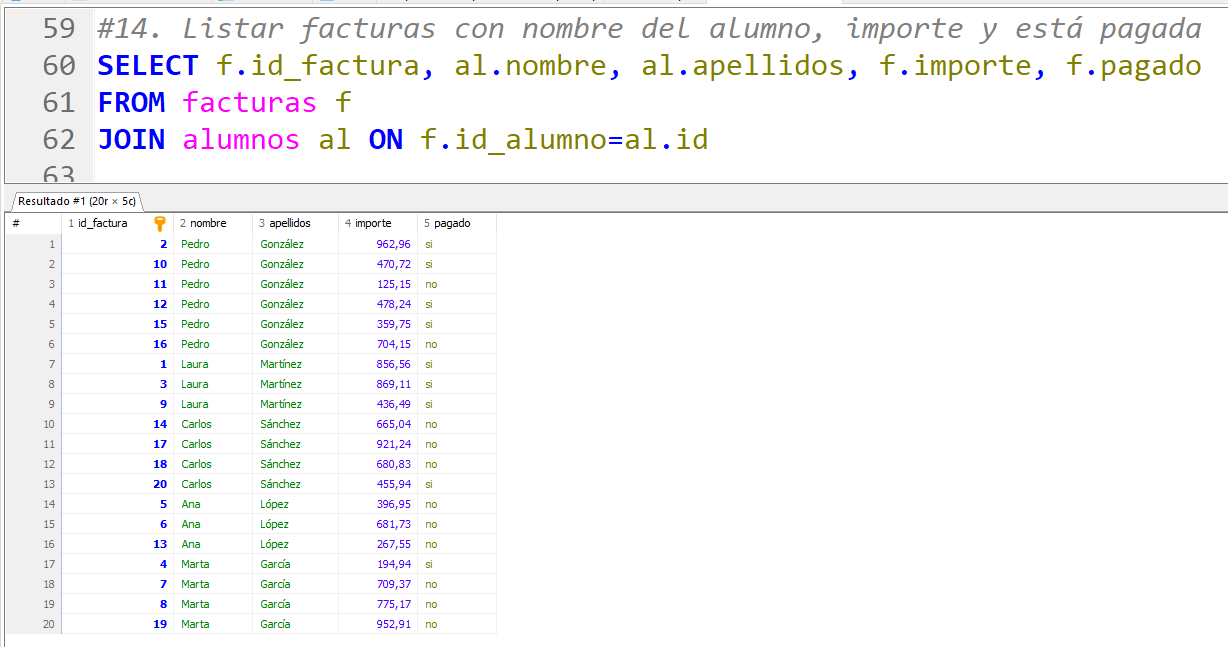 59 #14. Listar facturas con nombre del alumno, importe y está pagada
60 SELECT f.id_factura, al.nombre, al.apellidos, f.importe, f.pagado
61 FROM facturas f
62 JOIN alumnos al ON f.id_alumno=al.id
63
Resultado #1 (20r × 5c)
# 1 id_factura 2 nombre 3 apellidos 4 importe 5 pagado
1 2 Pedro González 962,96 si
2 10 Pedro González 470,72 si
3 11 Pedro González 125,15 no
4 12 Pedro González 478,24 si
5 15 Pedro González 359,75 si
6 16 Pedro González 704,15 no
7 1 Laura Martínez 856,56 si
8 3 Laura Martínez 869,11 si
9 9 Laura Martínez 436,49 si
10 14 Carlos Sánchez 665,04 no
11 17 Carlos Sánchez 921,24 no
12 18 Carlos Sánchez 680,83 no
13 20 Carlos Sánchez 455,94 si
14 5 Ana López 396,95 no
15 6 Ana López 681,73 no
16 13 Ana López 267,55 no
17 4 Marta García 194,94 si
18 7 Marta García 709,37 no
19 8 Marta García 775,17 no
20 19 Marta García 952,91 no